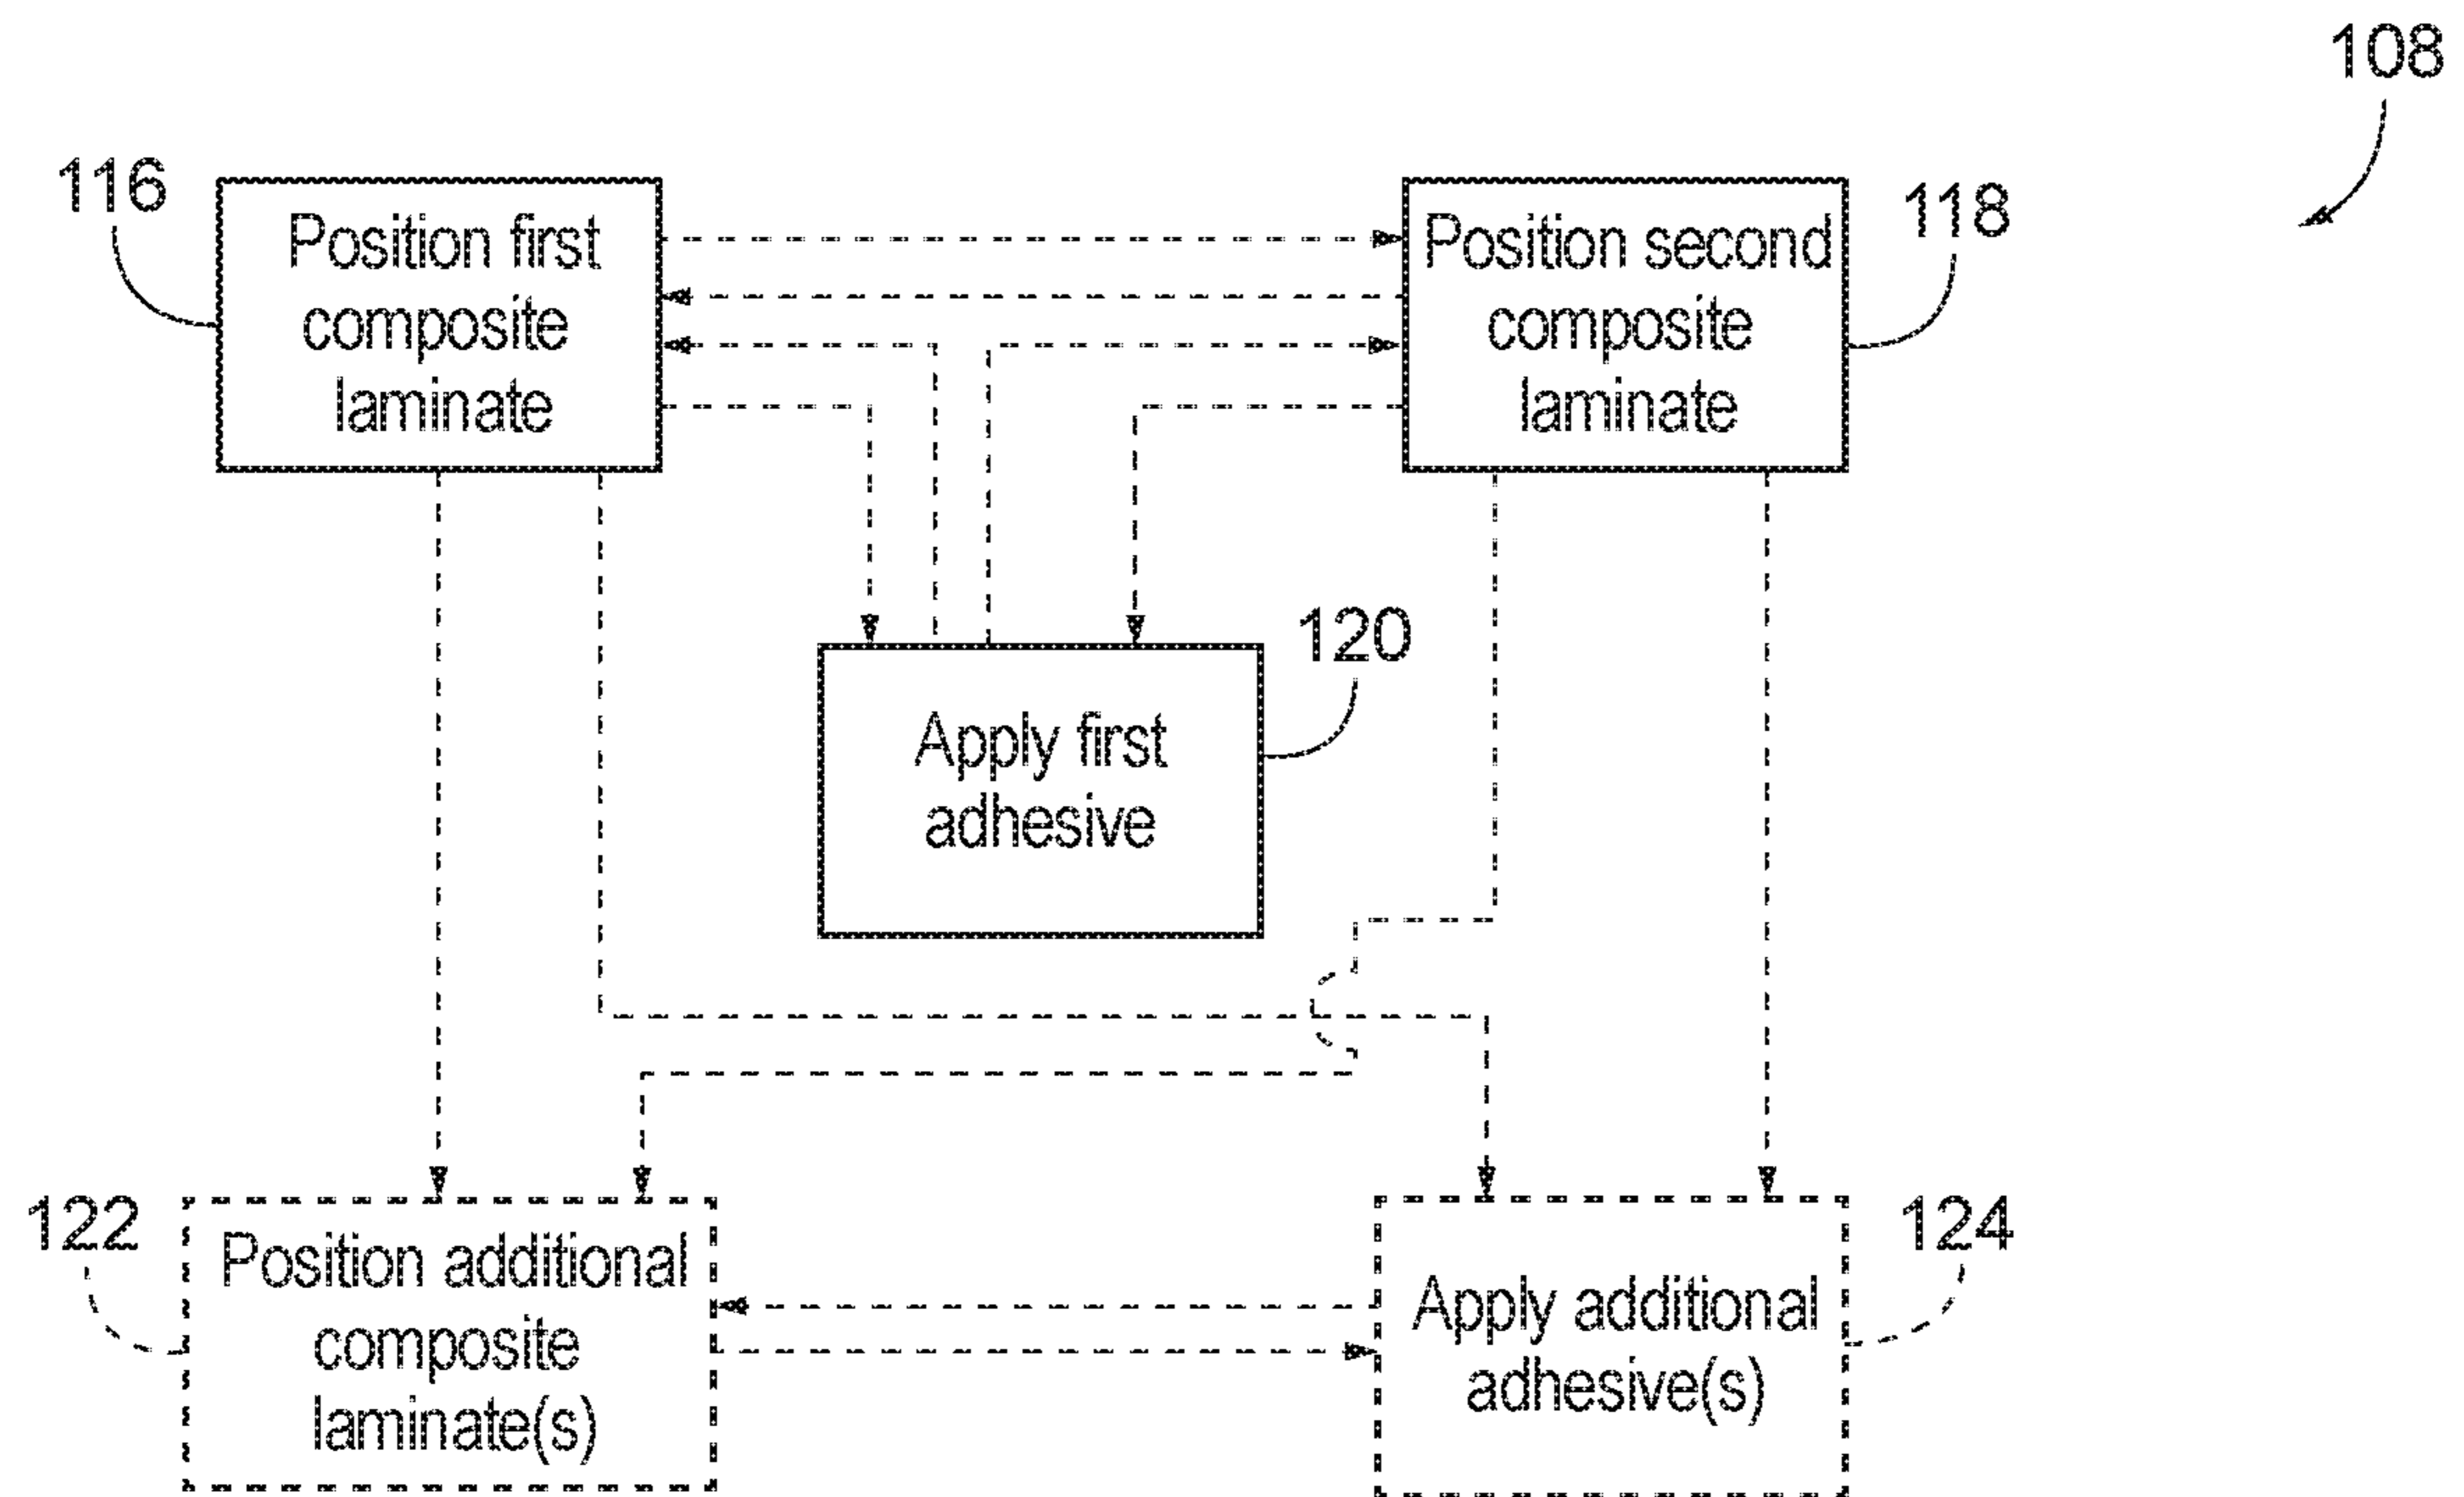 108
116
Position first
composite
laminate
Position second
composite
laminate
118
120
Apply first
adhesive
122
Position additional
composite
laminate(s)
124
Apply additional
adhesive(s)